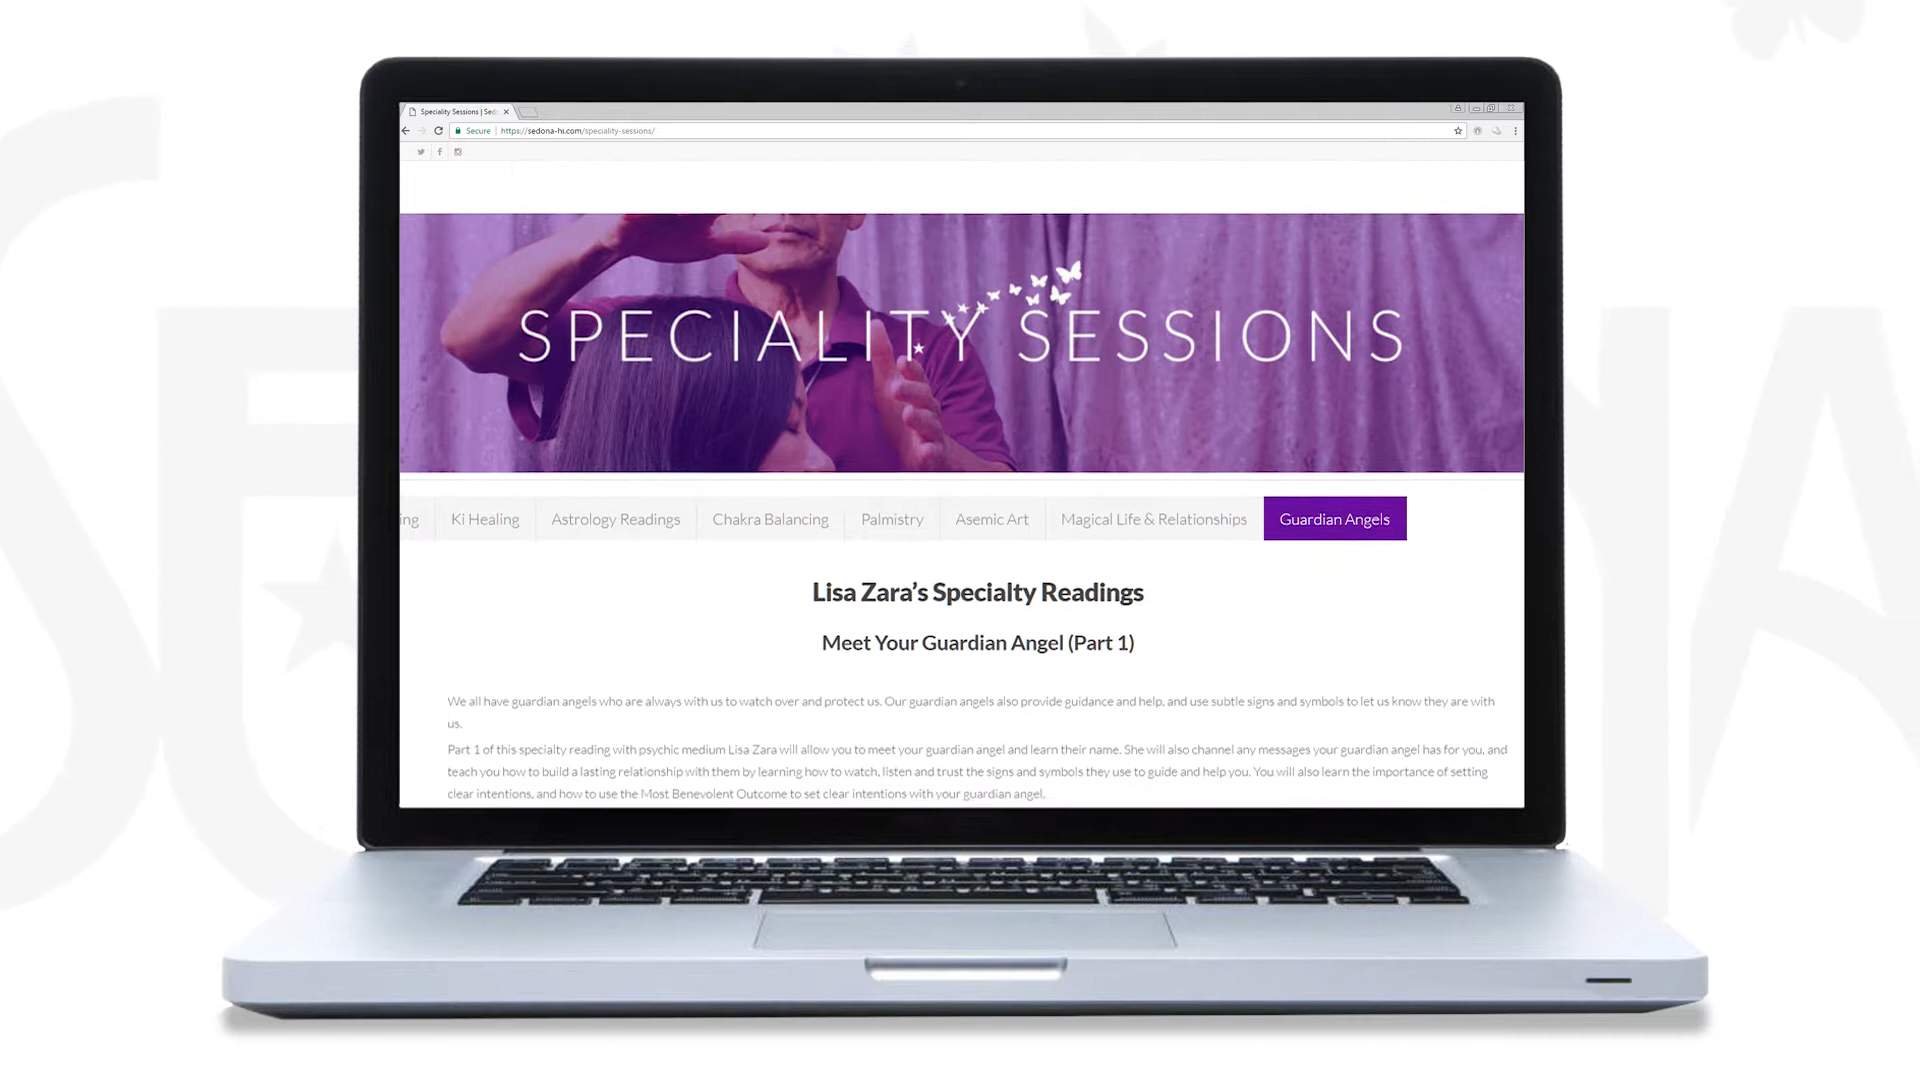 Speciality Sessions | Sed
Secure | https://sedona-hi.com/speciality-sessions/
SPECIALITY SESSIONS
ing
Ki Healing
Astrology Readings
Chakra Balancing
Palmistry
Asemic Art
Magical Life & Relationships
Guardian Angels
Lisa Zara’s Specialty Readings
Meet Your Guardian Angel (Part 1)
We all have guardian angels who are always with us to watch over and protect us. Our guardian angels also provide guidance and help, and use subtle signs and symbols to let us know they are with
us.
Part 1 of this specialty reading with psychic medium Lisa Zara will allow you to meet your guardian angel and learn their name. She will also channel any messages your guardian angel has for you, and
teach you how to build a lasting relationship with them by learning how to watch, listen and trust the signs and symbols they use to guide and help you. You will also learn the importance of setting
clear intentions, and how to use the Most Benevolent Outcome to set clear intentions with your guardian angel.
SEDONA